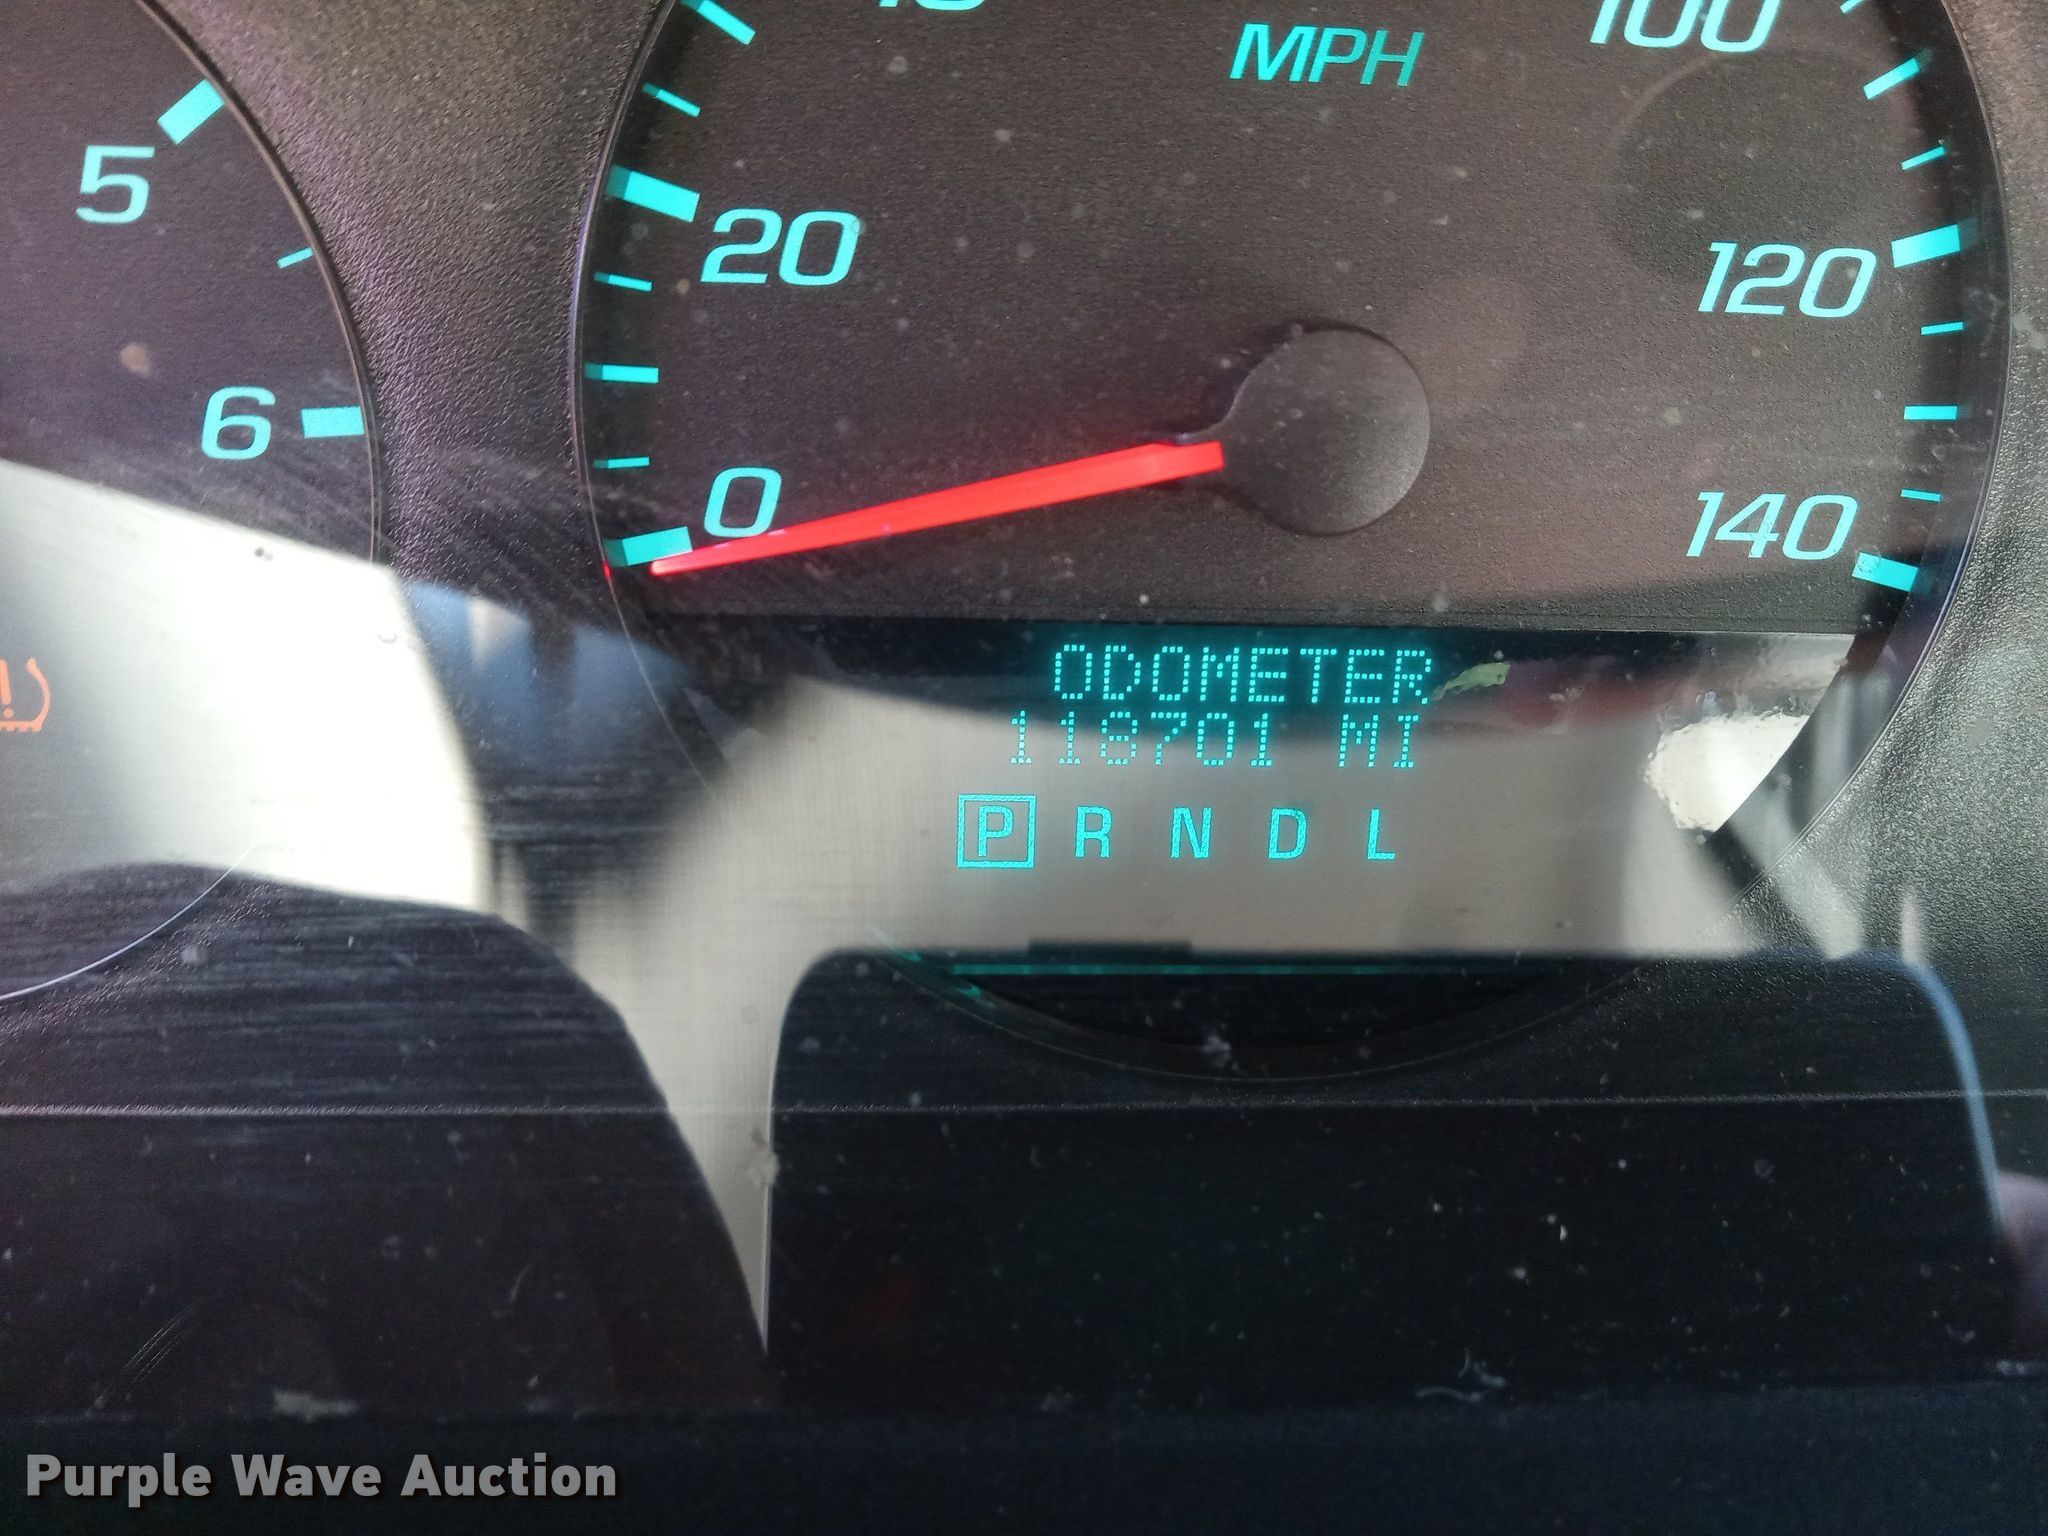 MPH
100
5
20
120
6
0
140
ODOMETER
118701 MI
P R N D L
Purple Wave Auction